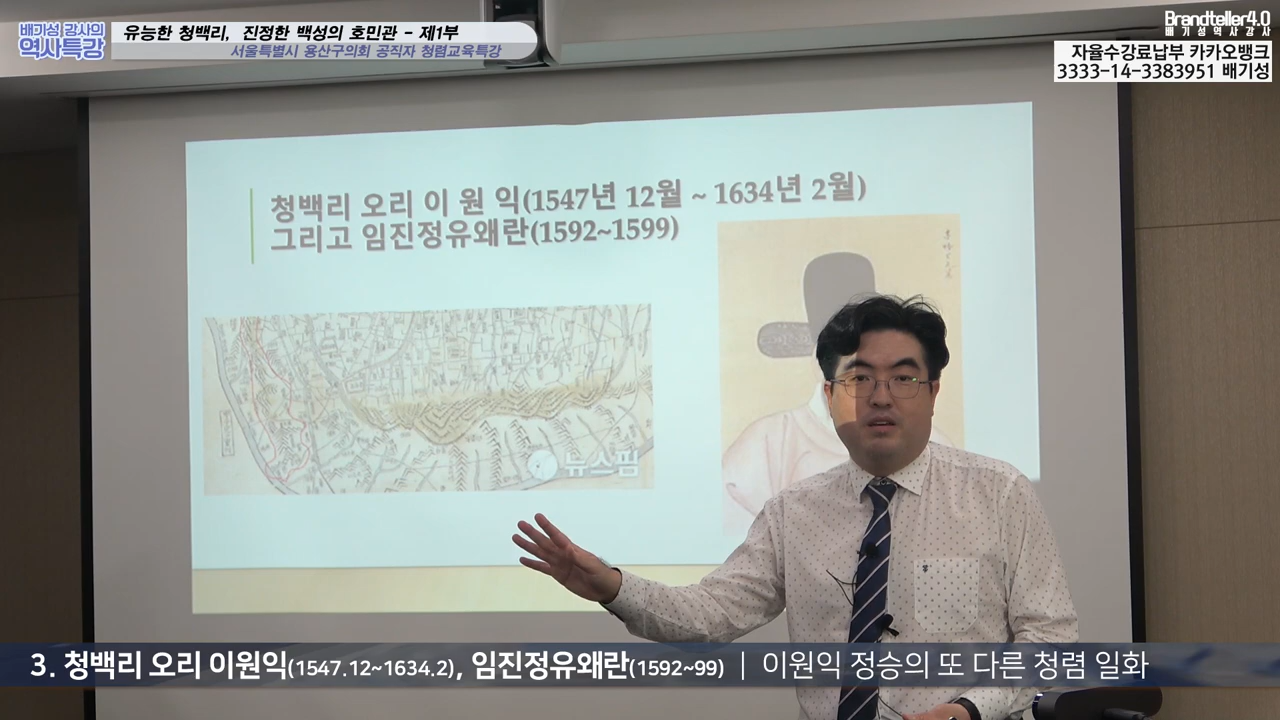 배기성 강사의
역사특강
유능한 청백리, 진정한 백성의 호민관 - 제1부
서울특별시 용산구의회 공직자 청렴교육특강
Brandteller4.0
배기성역사강사
자율수강료납부 카카오뱅크
3333-14-3383951 배기성
청백리 오리 이 원 익(1547년 12월 ~ 1634년 2월)
그리고 임진정유왜란(1592~1599)
뉴스핌
3. 청백리 오리 이원익(1547.12~1634.2), 임진정유왜란(1592~99) | 이원익 정승의 또 다른 청렴 일화